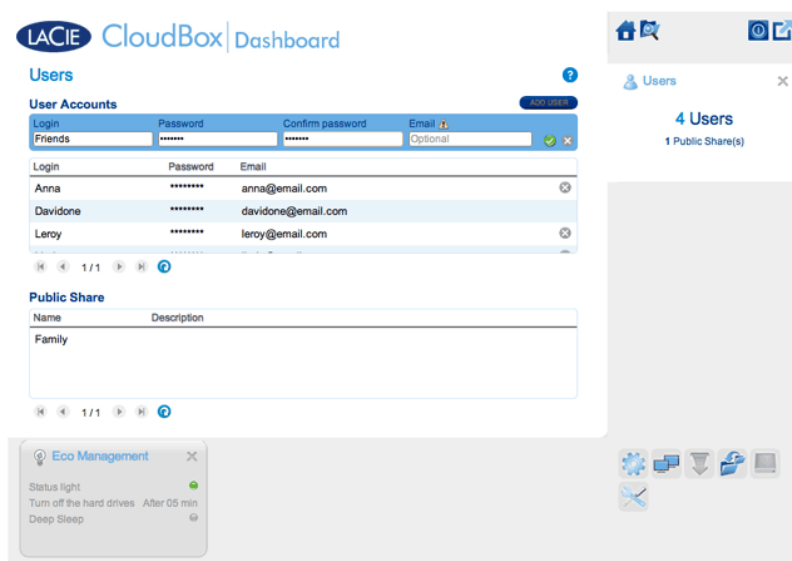 LACIE CloudBox Dashboard
Users
User Accounts
ADD USER
Login Password Confirm password Email
Friends ••••••• ••••••• Optional
Login Password Email
Anna ******** anna@email.com
Davidone ******** davidone@email.com
Leroy ******** leroy@email.com
1/1
Public Share
Name Description
Family
1/1
Eco Management
Status light
Turn off the hard drives After 05 min
Deep Sleep
Users
4 Users
1 Public Share(s)